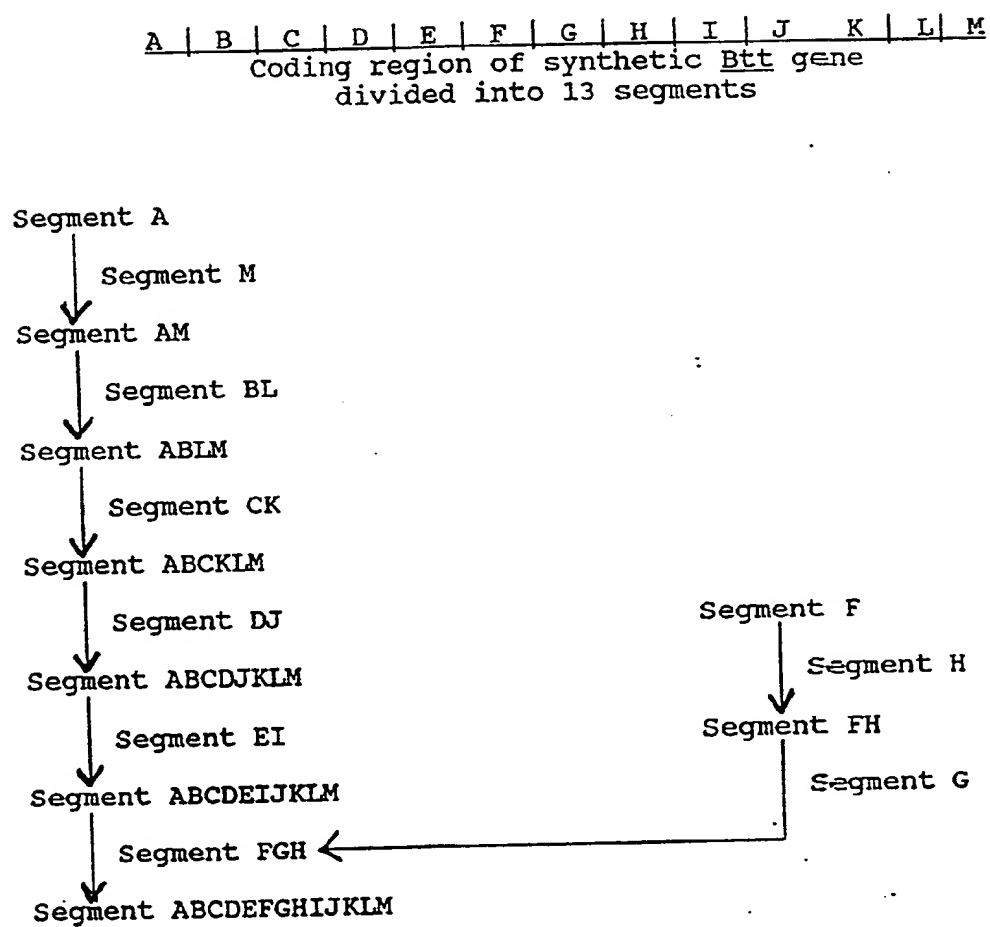 A | B | C | D | E | F | G | H | I | J K | L | M
Coding region of synthetic Btt gene
divided into 13 segments
Segment A
Segment M
Segment AM
Segment BL
Segment ABLM
Segment CK
Segment ABCKLM
Segment DJ
Segment ABCDJKLM
Segment EI
Segment ABCDEIJKLM
Segment FGH
Segment ABCDEFGHIJKLM
Segment F
Segment H
Segment FH
Segment G